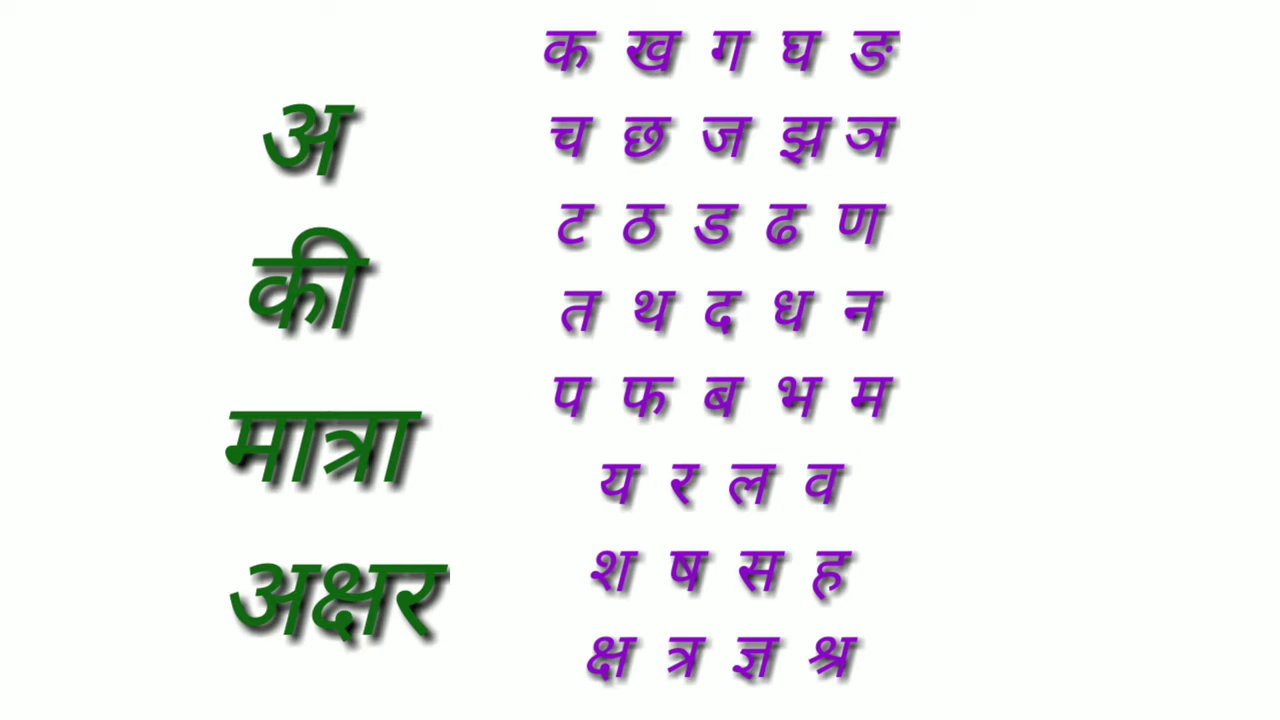 अ
की
मात्रा
अक्षर
क ख ग घ ङ
च छ ज झ ञ
ट ठ ड ढ ण
त थ द ध न
प फ ब भ म
य र ल व
श ष स ह
क्ष त्र ज्ञ श्र